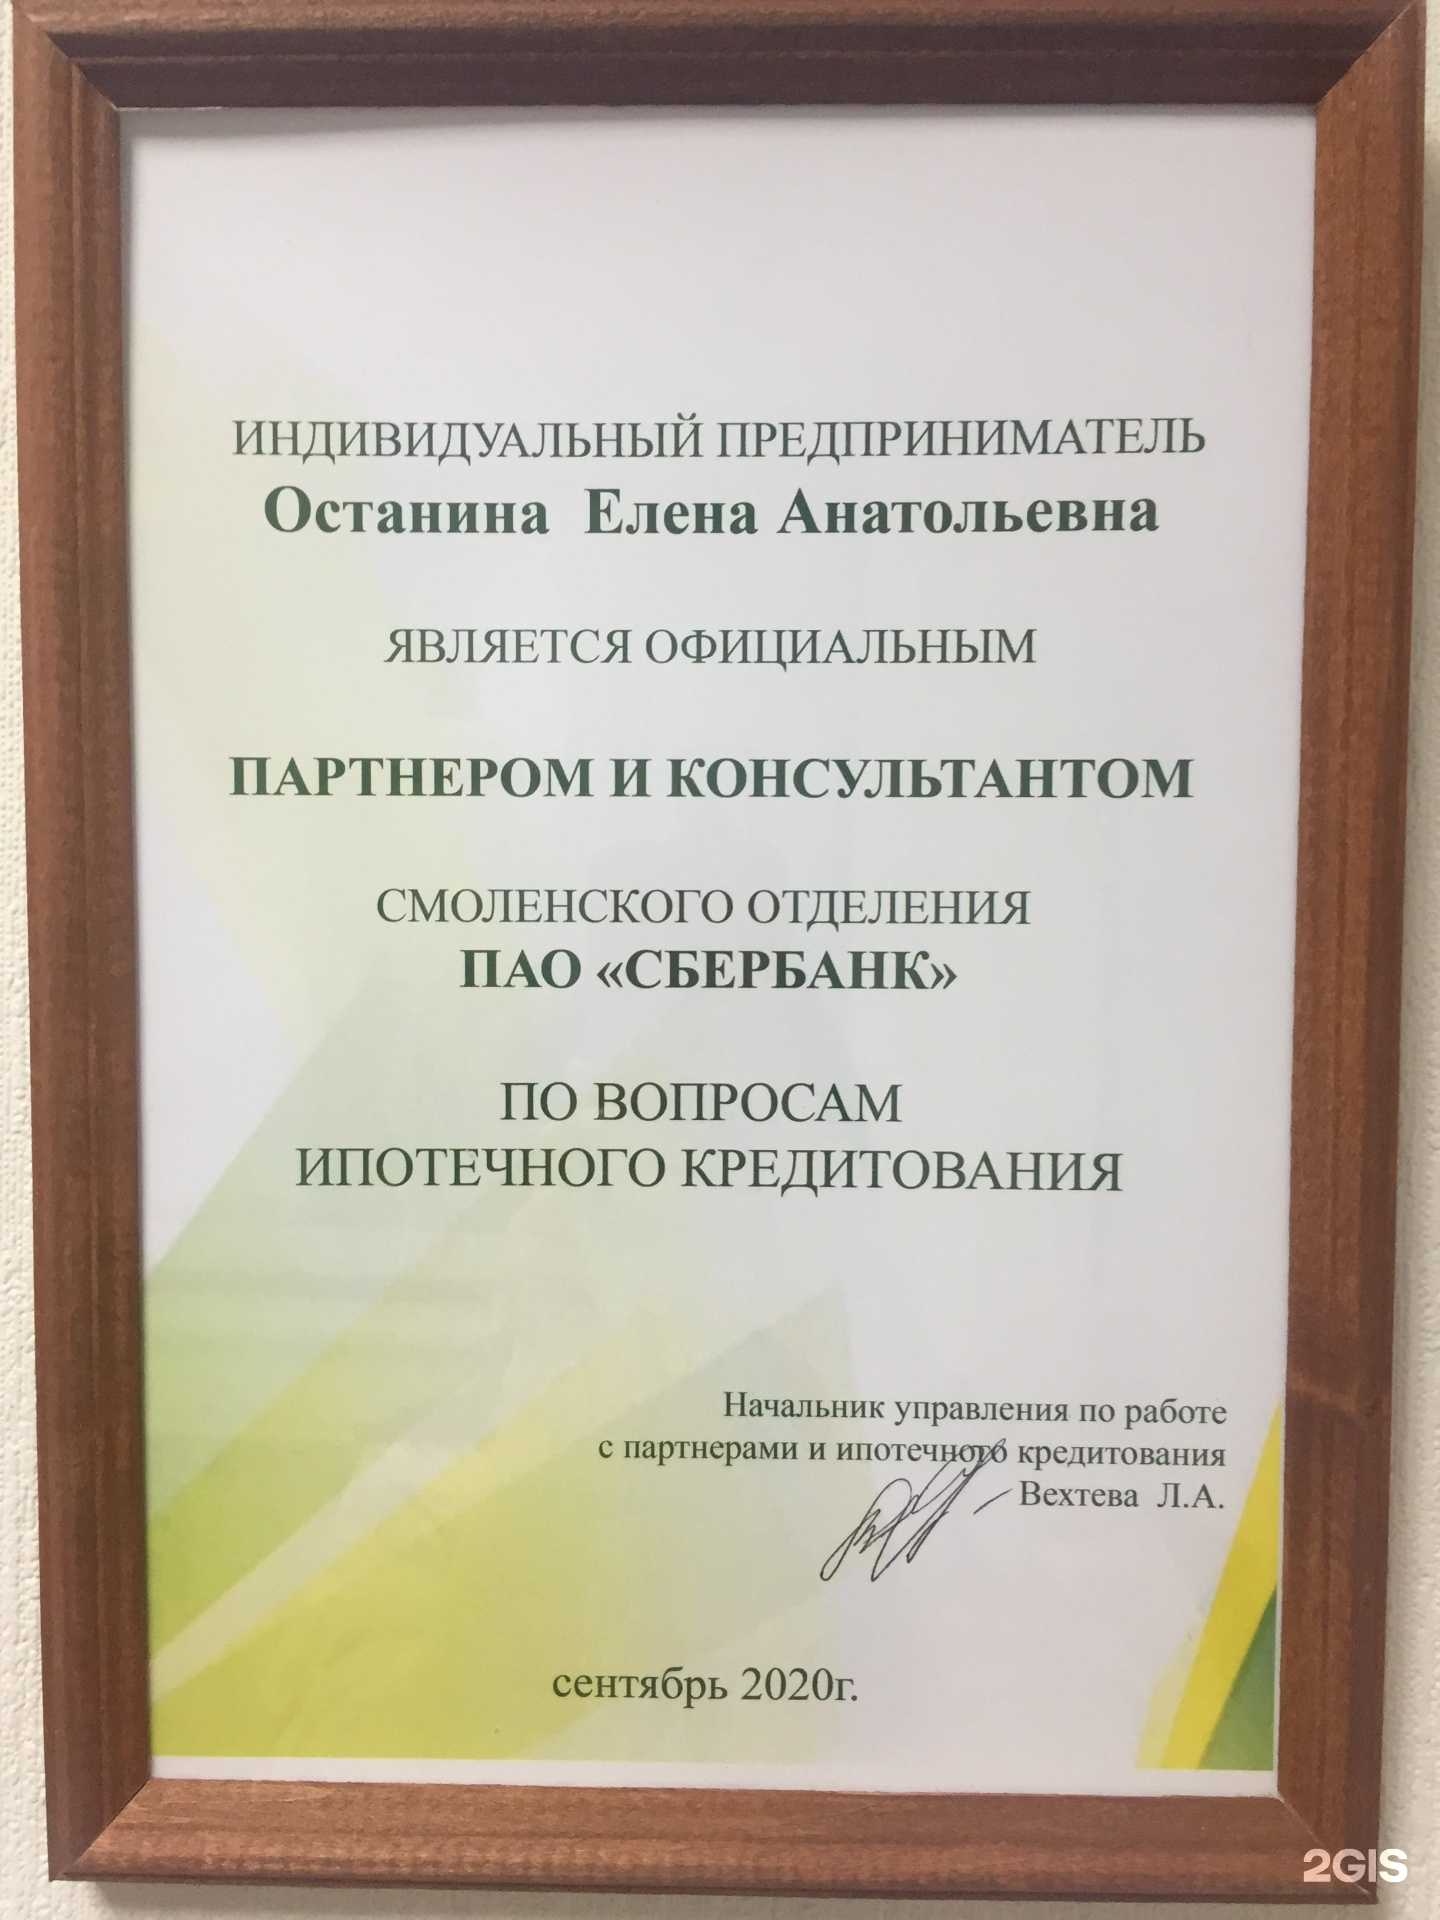 ИНДИВИДУАЛЬНЫЙ ПРЕДПРИНИМАТЕЛЬ
Останина Елена Анатольевна
ЯВЛЯЕТСЯ ОФИЦИАЛЬНЫМ
ПАРТНЕРОМ И КОНСУЛЬТАНТОМ
СМОЛЕНСКОГО ОТДЕЛЕНИЯ
ПАО «СБЕРБАНК»
ПО ВОПРОСАМ
ИПОТЕЧНОГО КРЕДИТОВАНИЯ
Начальник управления по работе
с партнерами и ипотечного кредитования
Вехтева Л.А.
сентябрь 2020г.
2GIS